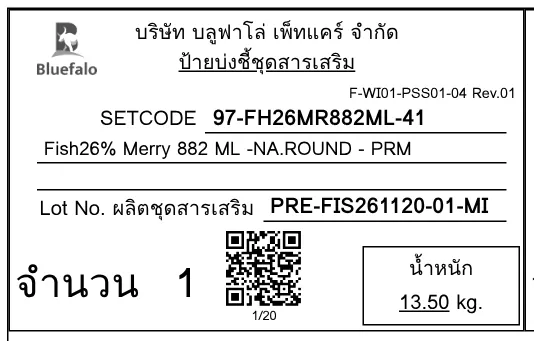 บริษัท บลูฟาโล่ เพ็ทแคร์ จำกัด
Bluefalo
ป้ายบ่งชี้ชุดสารเสริม
F-WI01-PSS01-04 Rev.01
SETCODE 97-FH26MR882ML-41
Fish26% Merry 882 ML -NA.ROUND - PRM
Lot No. ผลิตชุดสารเสริม PRE-FIS261120-01-MI
จำนวน 1
1/20
น้ำหนัก
13.50 kg.